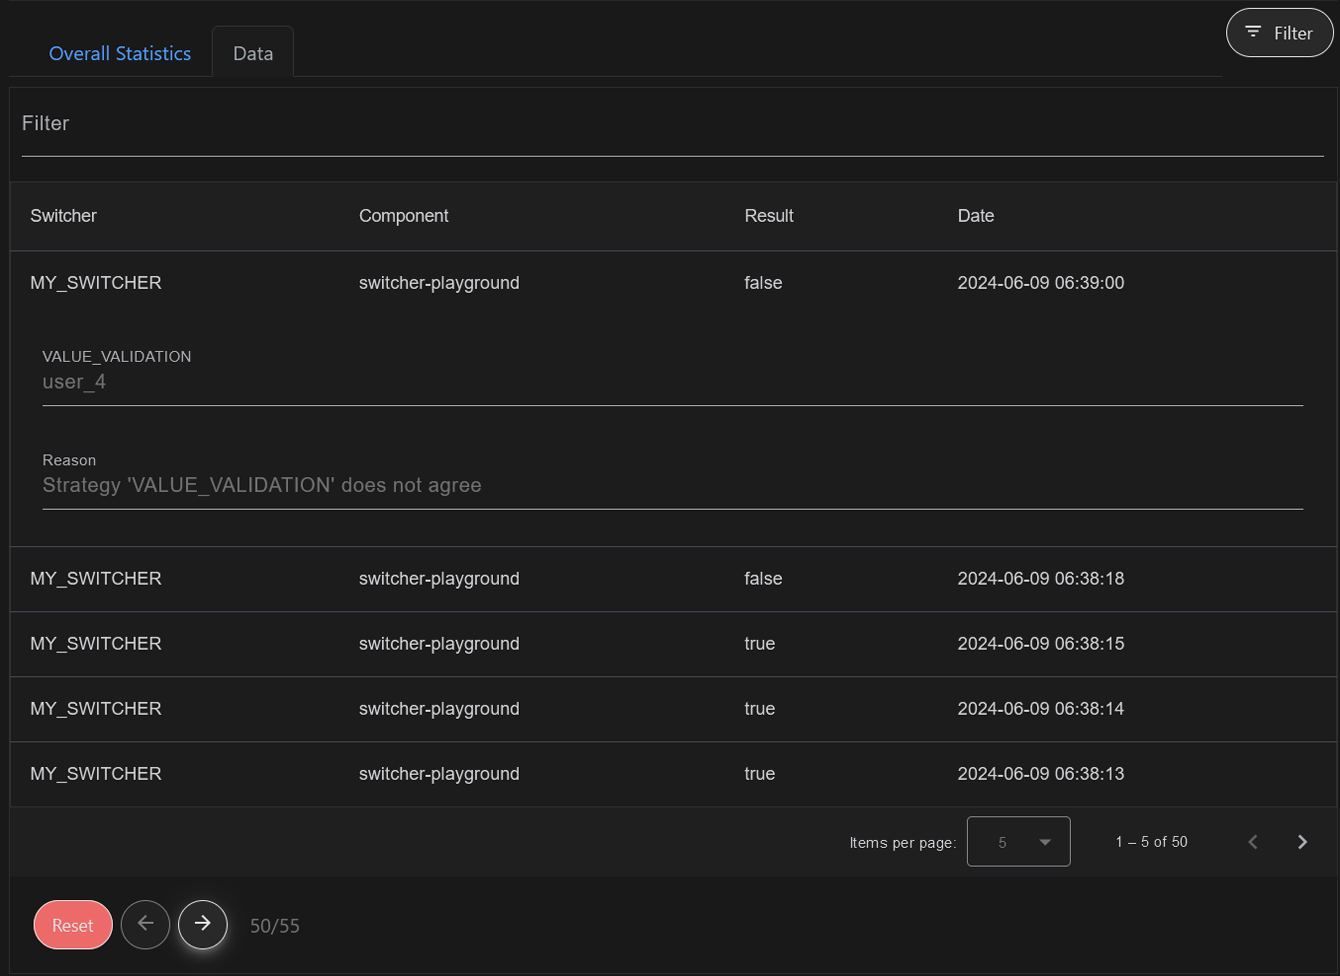 Overall Statistics Data Filter
Filter
Switcher Component Result Date
MY_SWITCHER switcher-playground false 2024-06-09 06:39:00
VALUE_VALIDATION
user_4
Reason
Strategy 'VALUE_VALIDATION' does not agree
MY_SWITCHER switcher-playground false 2024-06-09 06:38:18
MY_SWITCHER switcher-playground true 2024-06-09 06:38:15
MY_SWITCHER switcher-playground true 2024-06-09 06:38:14
MY_SWITCHER switcher-playground true 2024-06-09 06:38:13
Items per page: 5 1 – 5 of 50
Reset 50/55